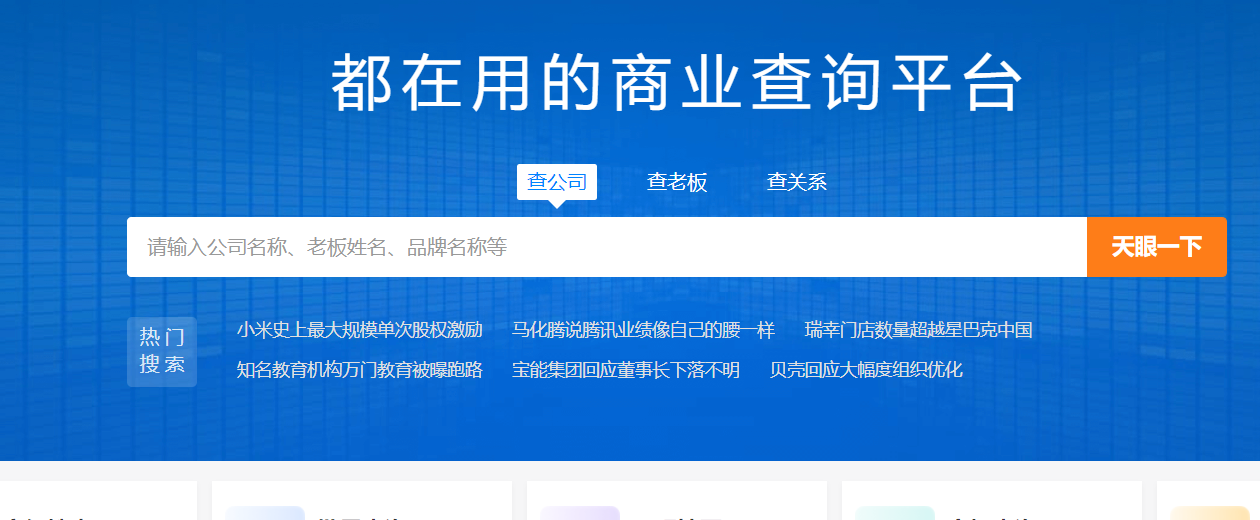 都在用的商业查询平台
查公司 查老板 查关系
请输入公司名称、老板姓名、品牌名称等 天眼一下
热门搜索
小米史上最大规模单次股权激励 马化腾说腾讯业绩像自己的腰一样 瑞幸门店数量超越星巴克中国
知名教育机构万门教育被曝跑路 宝能集团回应董事长下落不明 贝壳回应大幅度组织优化